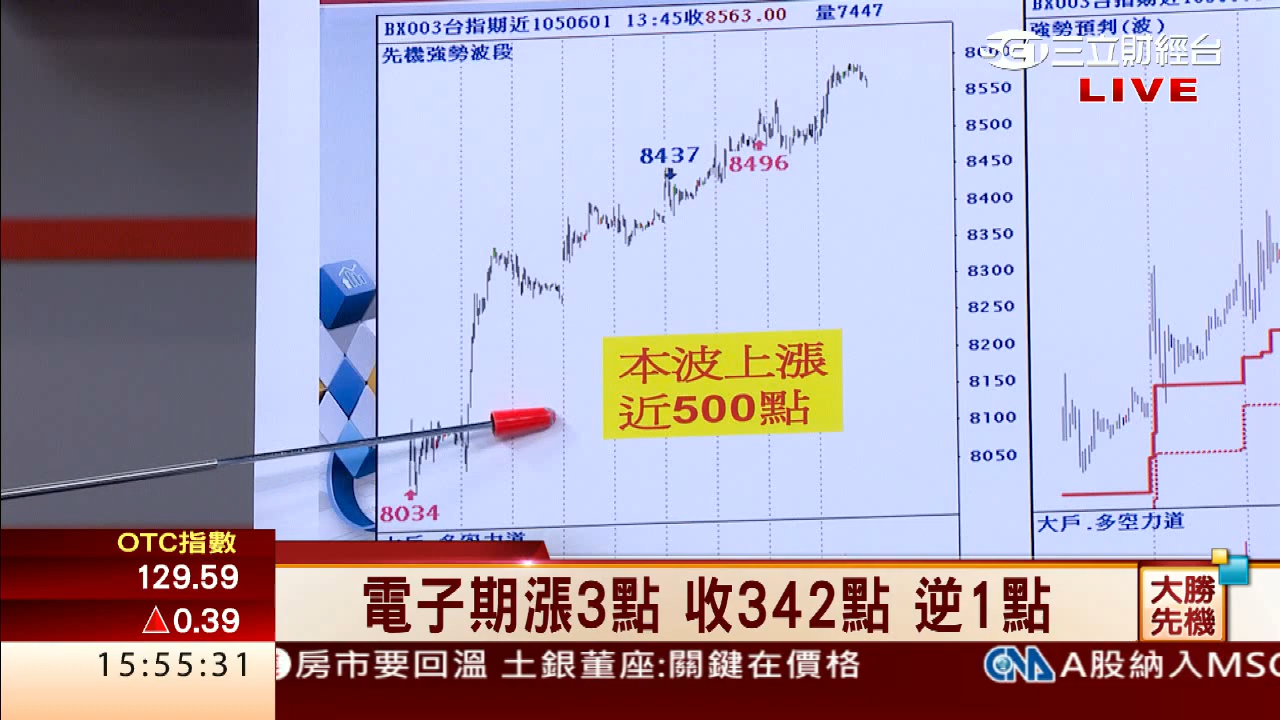 BX003台指期近1050601 13:45收8563.00 量7447
先機強勢波段
強勢預判(波)
三立財經台
LIVE
8550
8500
8450
8400
8350
8300
8250
8200
8150
8100
8050
8437
8496
8034
本波上漲
近500點
大戶.多空力道
OTC指數
129.59
△0.39
15:55:31
電子期漲3點 收342點 逆1點
大勝
先機
房市要回溫 土銀董座:關鍵在價格
CNA A股納入MSC